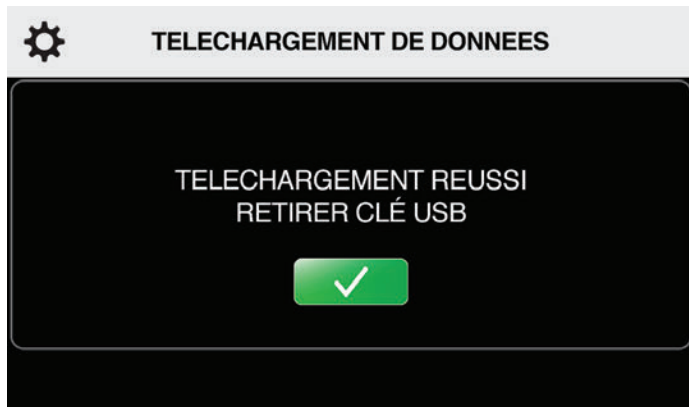 TELECHARGEMENT DE DONNEES
TELECHARGEMENT REUSSI
RETIRER CLÉ USB